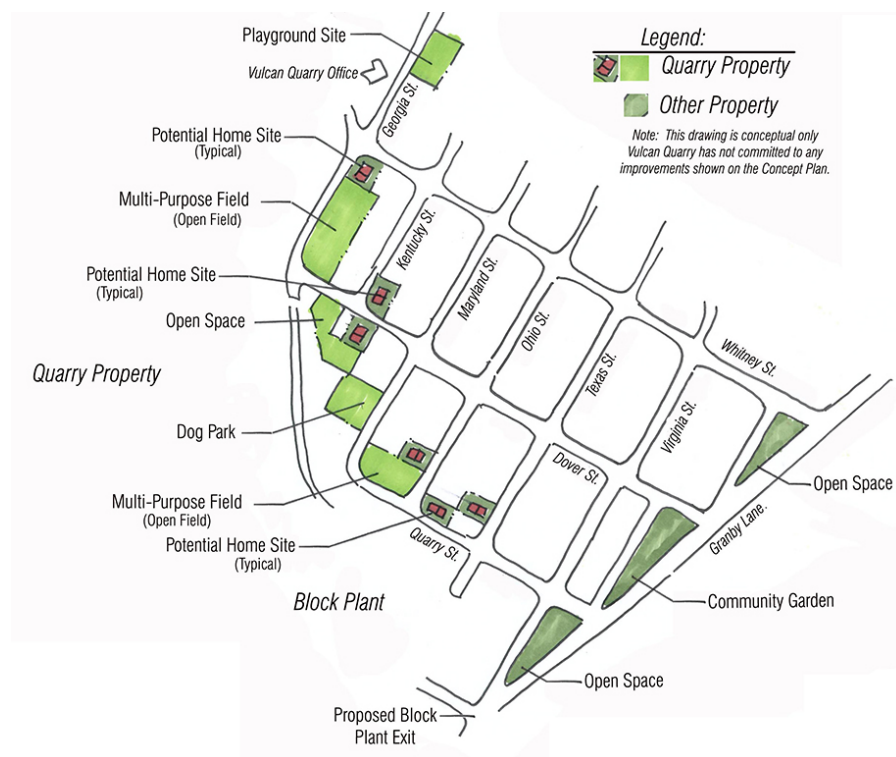 Playground Site
Vulcan Quarry Office
Georgia St.
Legend:
Quarry Property
Other Property
Note: This drawing is conceptual only
Vulcan Quarry has not committed to any
improvements shown on the Concept Plan.
Potential Home Site
(Typical)
Multi-Purpose Field
(Open Field)
Kentucky St.
Potential Home Site
(Typical)
Maryland St.
Open Space
Ohio St.
Quarry Property
Texas St.
Whitney St.
Dog Park
Virginia St.
Dover St.
Open Space
Multi-Purpose Field
(Open Field)
Granby Lane.
Quarry St.
Potential Home Site
(Typical)
Block Plant
Community Garden
Open Space
Proposed Block
Plant Exit